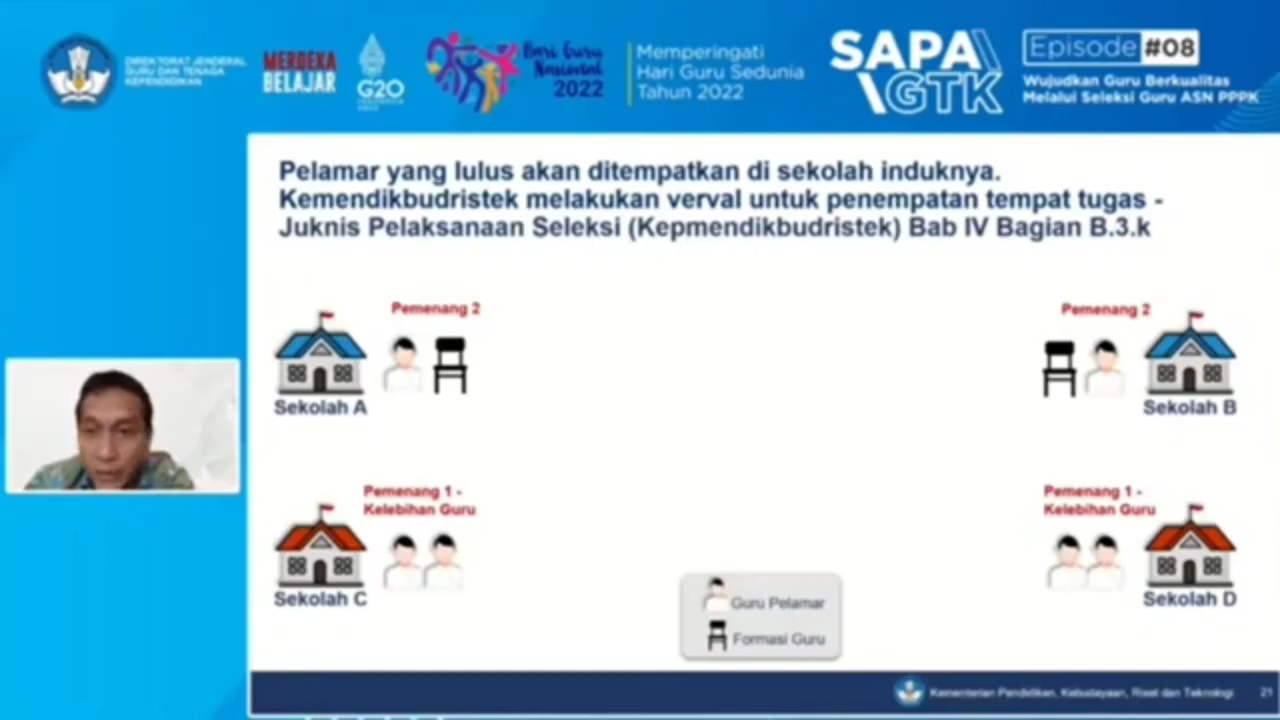 DIREKTORAT JENDERAL
GURU DAN TENAGA
KEPENDIDIKAN
MERDEKA
BELAJAR
G20
Hari Guru
Nasional
2022
Memperingati
Hari Guru Sedunia
Tahun 2022
SAPA
GTK
Episode #08
Wujudkan Guru Berkualitas
Melalui Seleksi Guru ASN PPPK
Pelamar yang lulus akan ditempatkan di sekolah induknya.
Kemendikbudristek melakukan verval untuk penempatan tempat tugas -
Juknis Pelaksanaan Seleksi (Kepmendikbudristek) Bab IV Bagian B.3.k
Pemenang 2
Sekolah A
Pemenang 2
Sekolah B
Pemenang 1 -
Kelebihan Guru
Sekolah C
Pemenang 1 -
Kelebihan Guru
Sekolah D
Guru Pelamar
Formasi Guru
Kementerian Pendidikan, Kebudayaan, Riset dan Teknologi
21